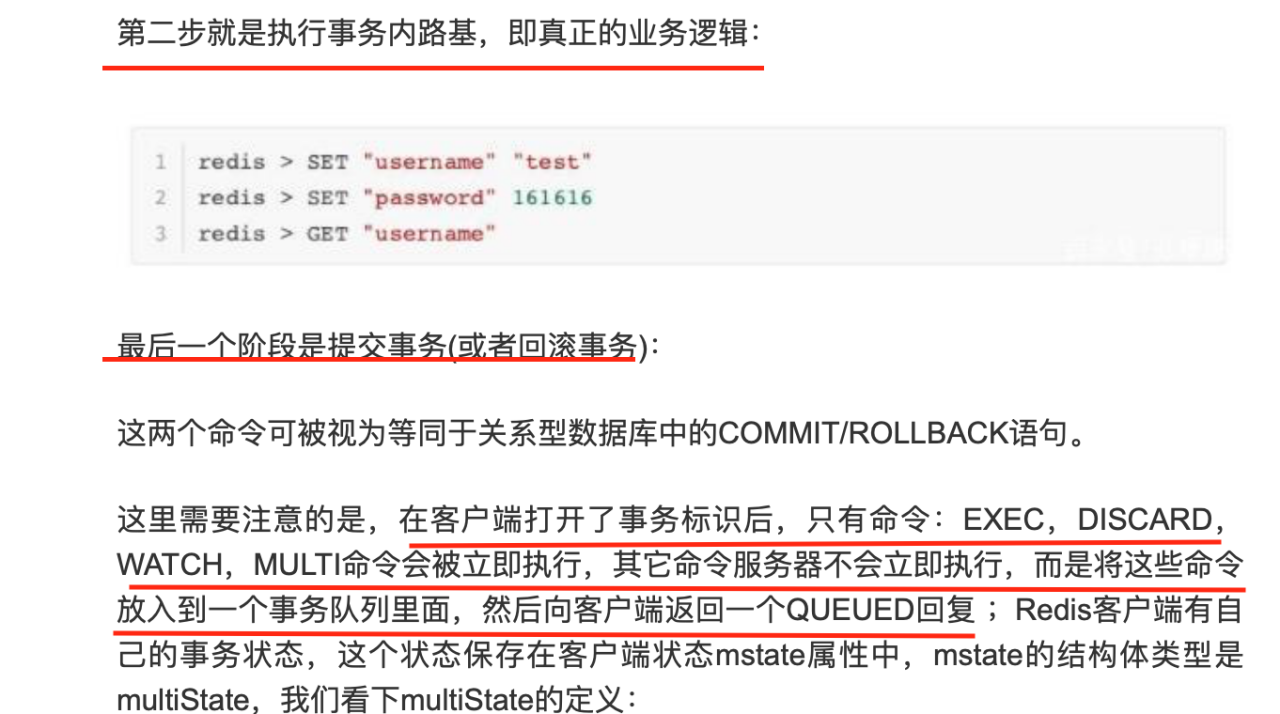 第二步就是执行事务内路基，即真正的业务逻辑：
1 redis > SET "username" "test"
2 redis > SET "password" 161616
3 redis > GET "username"
最后一个阶段是提交事务(或者回滚事务)：
这两个命令可被视为等同于关系型数据库中的COMMIT/ROLLBACK语句。
这里需要注意的是，在客户端打开了事务标识后，只有命令：EXEC，DISCARD，
WATCH，MULTI命令会被立即执行，其它命令服务器不会立即执行，而是将这些命令
放入到一个事务队列里面，然后向客户端返回一个QUEUED回复 ；Redis客户端有自
己的事务状态，这个状态保存在客户端状态mstate属性中，mstate的结构体类型是
multiState，我们看下multiState的定义：